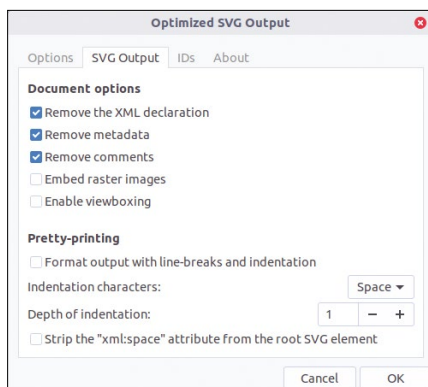 Optimized SVG Output
Options SVG Output IDs About
Document options
Remove the XML declaration
Remove metadata
Remove comments
Embed raster images
Enable viewboxing
Pretty-printing
Format output with line-breaks and indentation
Indentation characters: Space
Depth of indentation: 1 − +
Strip the "xml:space" attribute from the root SVG element
Cancel OK